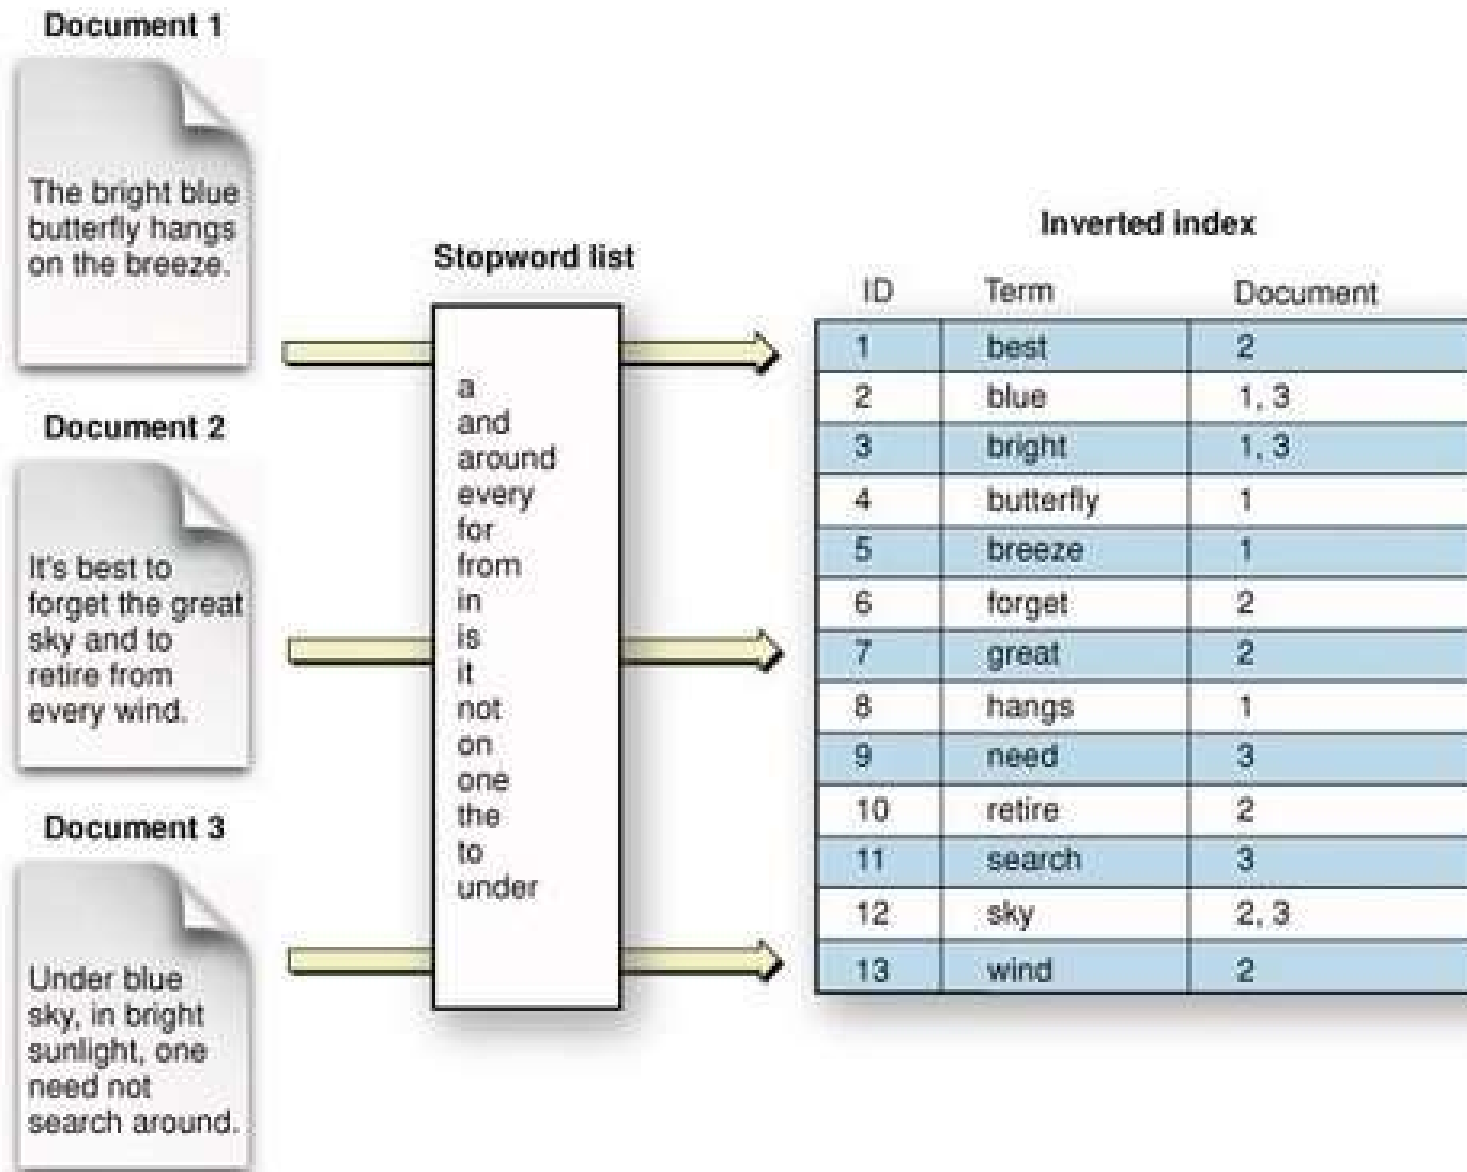 Document 1
The bright blue
butterfly hangs
on the breeze.
Document 2
It's best to
forget the great
sky and to
retire from
every wind.
Document 3
Under blue
sky, in bright
sunlight, one
need not
search around.
Stopword list
a
and
around
every
for
from
in
is
it
not
on
one
the
to
under
Inverted index
ID Term Document
1 best 2
2 blue 1, 3
3 bright 1, 3
4 butterfly 1
5 breeze 1
6 forget 2
7 great 2
8 hangs 1
9 need 3
10 retire 2
11 search 3
12 sky 2, 3
13 wind 2